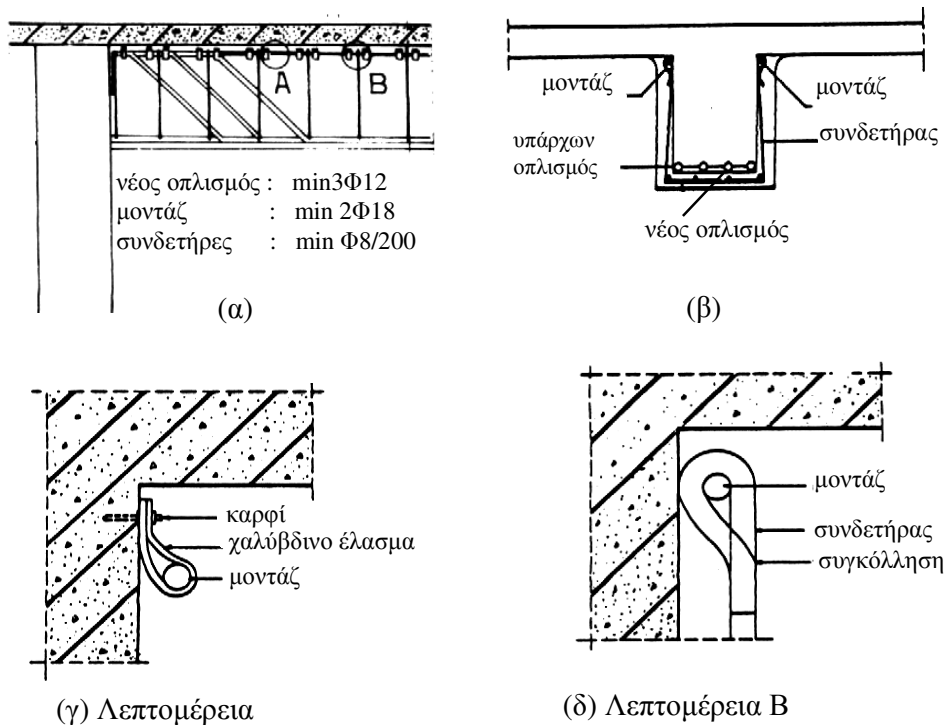 A
B
νέος οπλισμός : min3Φ12
μοντάζ : min 2Φ18
συνδετήρες : min Φ8/200
(α)
μοντάζ
μοντάζ
συνδετήρας
υπάρχων
οπλισμός
νέος οπλισμός
(β)
καρφί
χαλύβδινο έλασμα
μοντάζ
(γ) Λεπτομέρεια
μοντάζ
συνδετήρας
συγκόλληση
(δ) Λεπτομέρεια Β